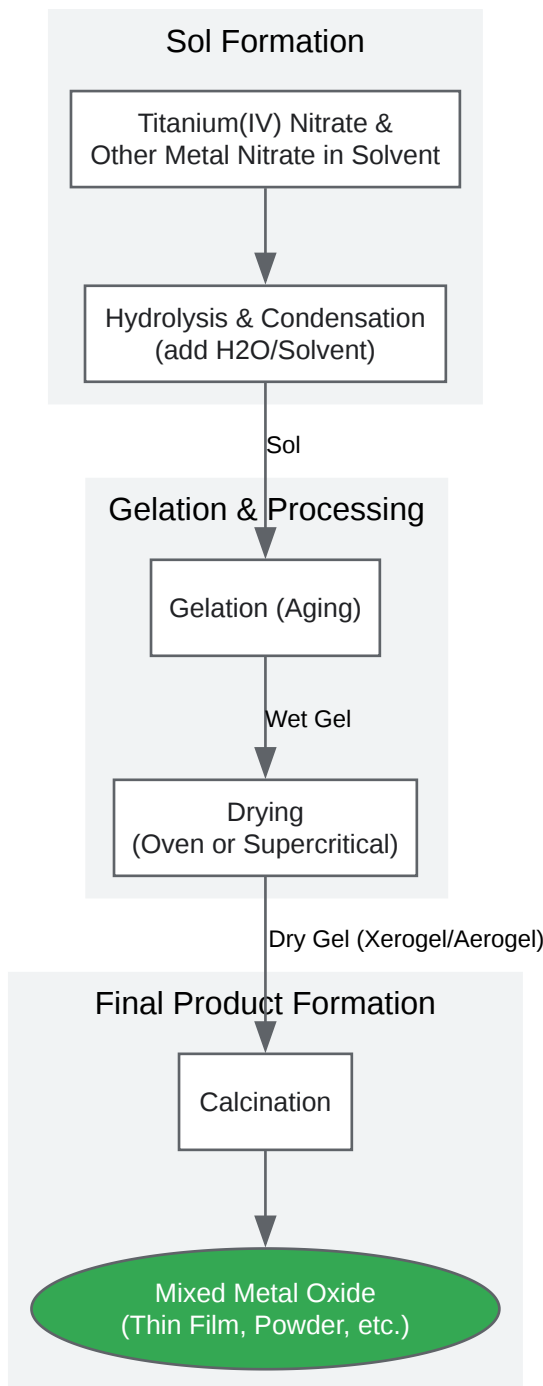 Sol Formation
Titanium(IV) Nitrate &
Other Metal Nitrate in Solvent
Hydrolysis & Condensation
(add H2O/Solvent)
Sol
Gelation & Processing
Gelation (Aging)
Wet Gel
Drying
(Oven or Supercritical)
Dry Gel (Xerogel/Aerogel)
Final Product Formation
Calcination
Mixed Metal Oxide
(Thin Film, Powder, etc.)